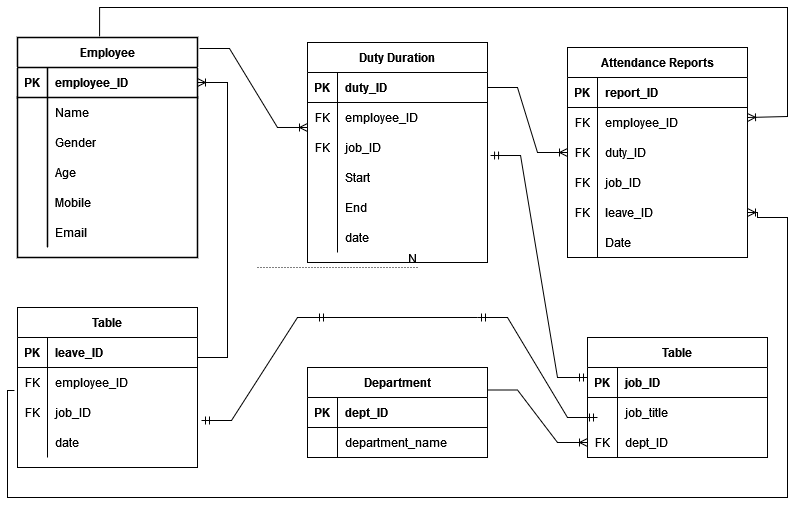 Employee
PK employee_ID
Name
Gender
Age
Mobile
Email
Duty Duration
PK duty_ID
FK employee_ID
FK job_ID
Start
End
date
N
Attendance Reports
PK report_ID
FK employee_ID
FK duty_ID
FK job_ID
FK leave_ID
Date
Table
PK leave_ID
FK employee_ID
FK job_ID
date
Department
PK dept_ID
department_name
Table
PK job_ID
job_title
FK dept_ID